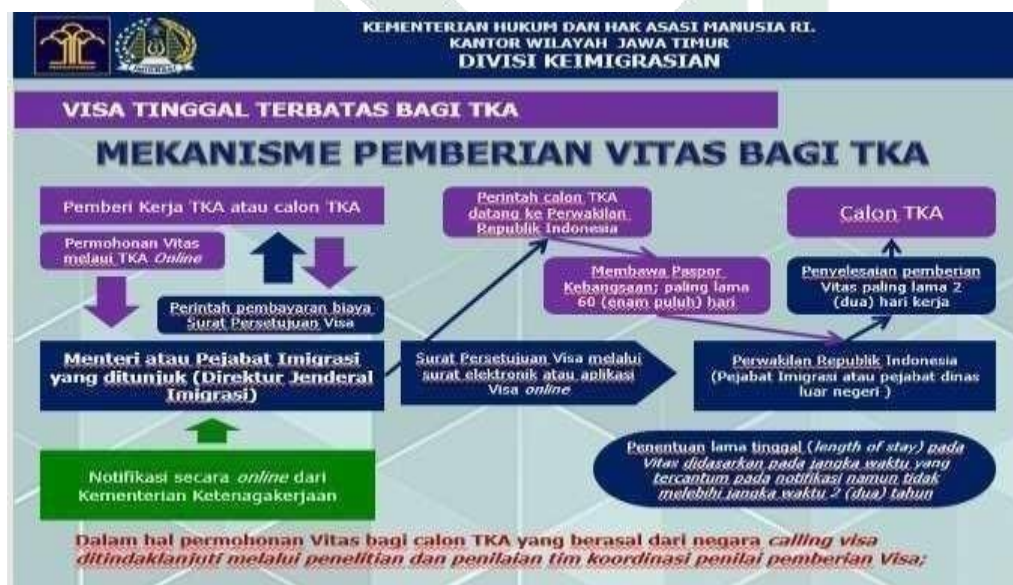 KEMENTERIAN HUKUM DAN HAK ASASI MANUSIA RI.
KANTOR WILAYAH JAWA TIMUR
DIVISI KEIMIGRASIAN
IMIGRASI
VISA TINGGAL TERBATAS BAGI TKA
MEKANISME PEMBERIAN VITAS BAGI TKA
Pemberi Kerja TKA atau calon TKA
Permohonan Vitas
melaui TKA Online
Perintah pembayaran biaya
Surat Persetujuan Visa
Menteri atau Pejabat Imigrasi
yang ditunjuk (Direktur Jenderal
Imigrasi)
Notifikasi secara online dari
Kementerian Ketenagakerjaan
Perintah calon TKA
datang ke Perwakilan
Republik Indonesia
Membawa Paspor
Kebangsaan; paling lama
60 (enam puluh) hari
Surat Persetujuan Visa melalui
surat elektronik atau aplikasi
Visa online
Calon TKA
Penyelesaian pemberian
Vitas paling lama 2
(dua) hari kerja
Perwakilan Republik Indonesia
(Pejabat Imigrasi atau pejabat dinas
luar negeri )
Penentuan lama tinggal (length of stay) pada
Vitas didasarkan pada jangka waktu yang
tercantum pada notifikasi namun tidak
melebihi jangka waktu 2 (dua) tahun
Dalam hal permohonan Vitas bagi calon TKA yang berasal dari negara calling visa
ditindaklanjuti melalui penelitian dan penilaian tim koordinasi penilai pemberian Visa;